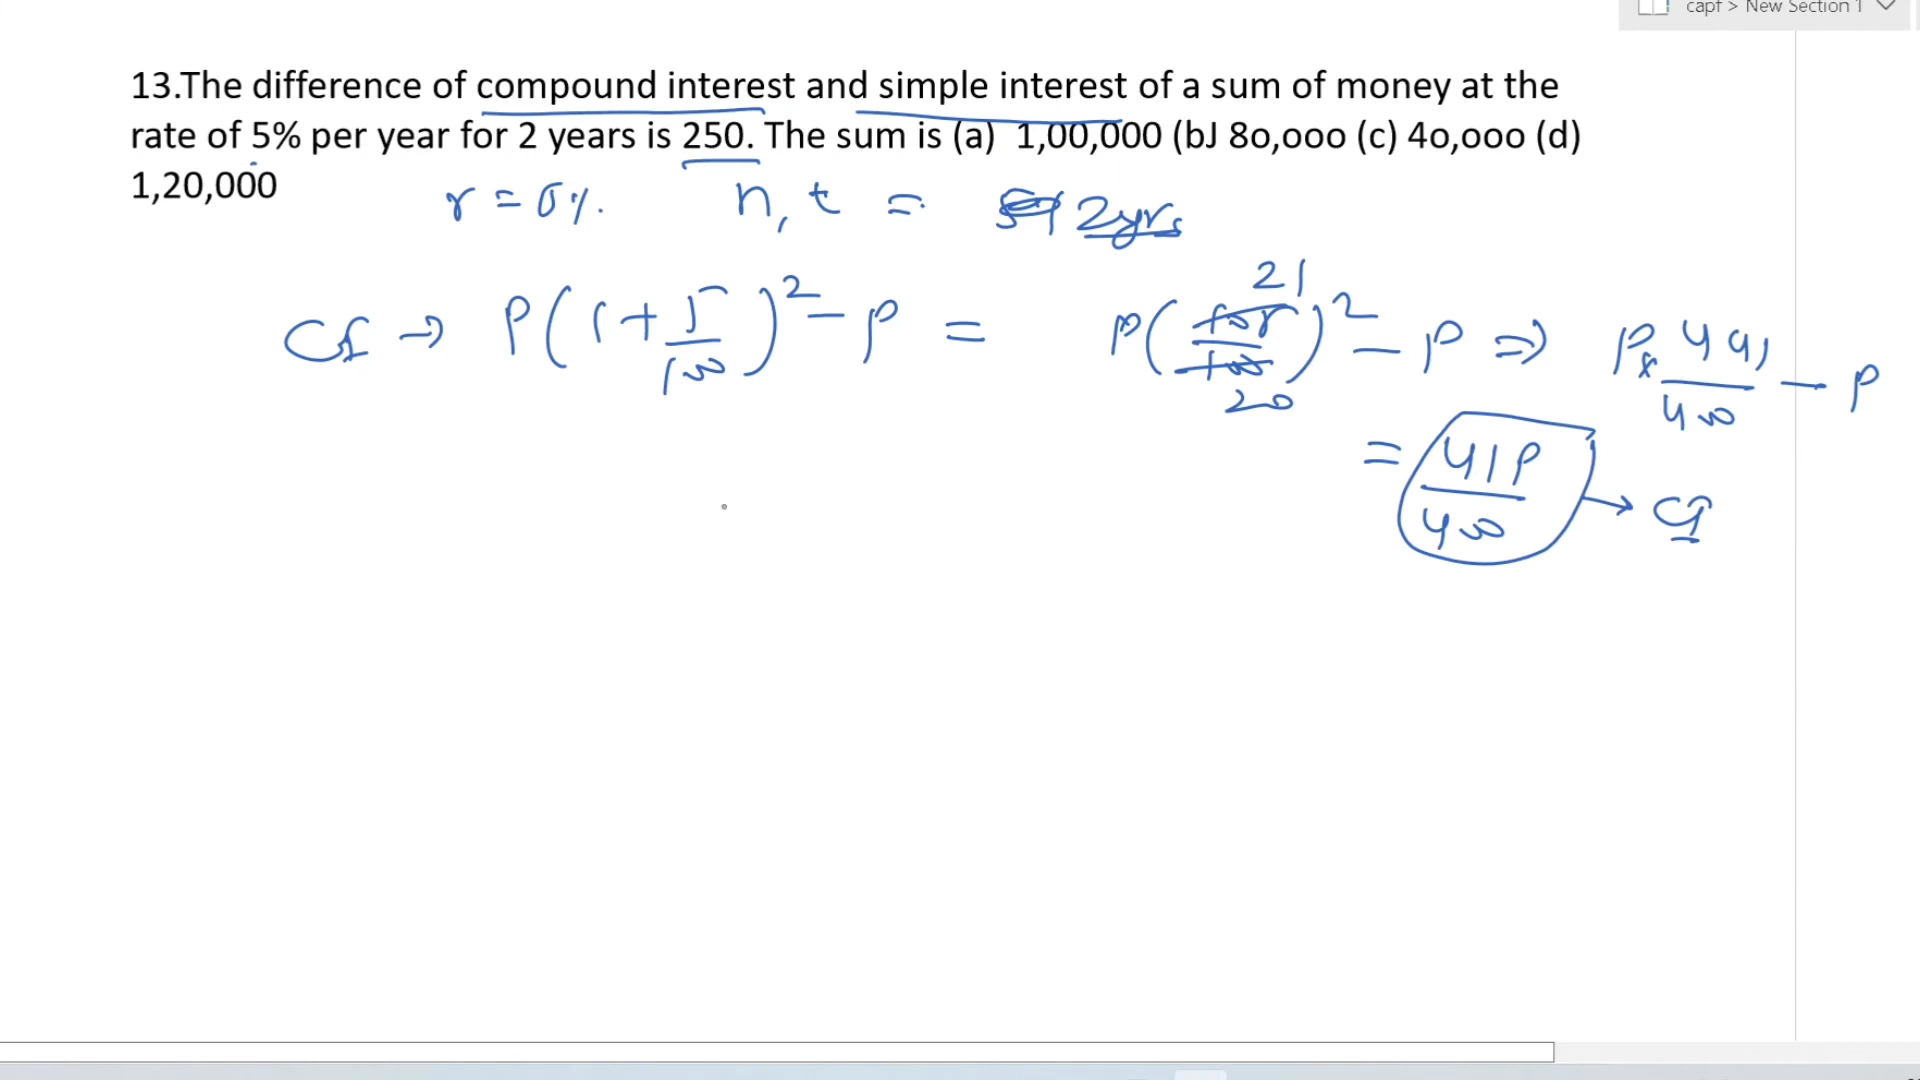 capf > New Section 1
13.The difference of compound interest and simple interest of a sum of money at the
rate of 5% per year for 2 years is 250. The sum is (a) 1,00,000 (bJ 8o,ooo (c) 4o,ooo (d)
1,20,000
r = 5%. n, t = 2yrs
CI → P(1+5/100)²-P = P(105/100)²-P ⇒ P x 441/400 - P
21
20
= 41P/400 → CI